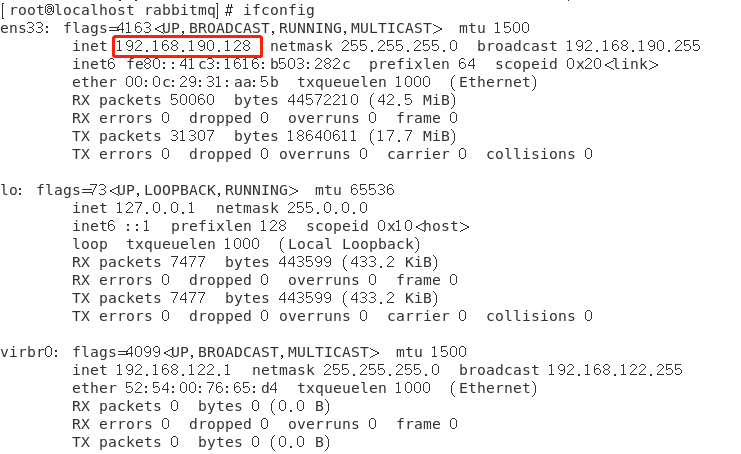 [root@localhost rabbitmq]# ifconfig
ens33: flags=4163<UP,BROADCAST,RUNNING,MULTICAST>  mtu 1500
        inet 192.168.190.128  netmask 255.255.255.0  broadcast 192.168.190.255
        inet6 fe80::41c3:1616:b503:282c  prefixlen 64  scopeid 0x20<link>
        ether 00:0c:29:31:aa:5b  txqueuelen 1000  (Ethernet)
        RX packets 50060  bytes 44572210 (42.5 MiB)
        RX errors 0  dropped 0  overruns 0  frame 0
        TX packets 31307  bytes 18640611 (17.7 MiB)
        TX errors 0  dropped 0 overruns 0  carrier 0  collisions 0

lo: flags=73<UP,LOOPBACK,RUNNING>  mtu 65536
        inet 127.0.0.1  netmask 255.0.0.0
        inet6 ::1  prefixlen 128  scopeid 0x10<host>
        loop  txqueuelen 1000  (Local Loopback)
        RX packets 7477  bytes 443599 (433.2 KiB)
        RX errors 0  dropped 0  overruns 0  frame 0
        TX packets 7477  bytes 443599 (433.2 KiB)
        TX errors 0  dropped 0 overruns 0  carrier 0  collisions 0

virbr0: flags=4099<UP,BROADCAST,MULTICAST>  mtu 1500
        inet 192.168.122.1  netmask 255.255.255.0  broadcast 192.168.122.255
        ether 52:54:00:76:65:d4  txqueuelen 1000  (Ethernet)
        RX packets 0  bytes 0 (0.0 B)
        RX errors 0  dropped 0  overruns 0  frame 0
        TX packets 0  bytes 0 (0.0 B)